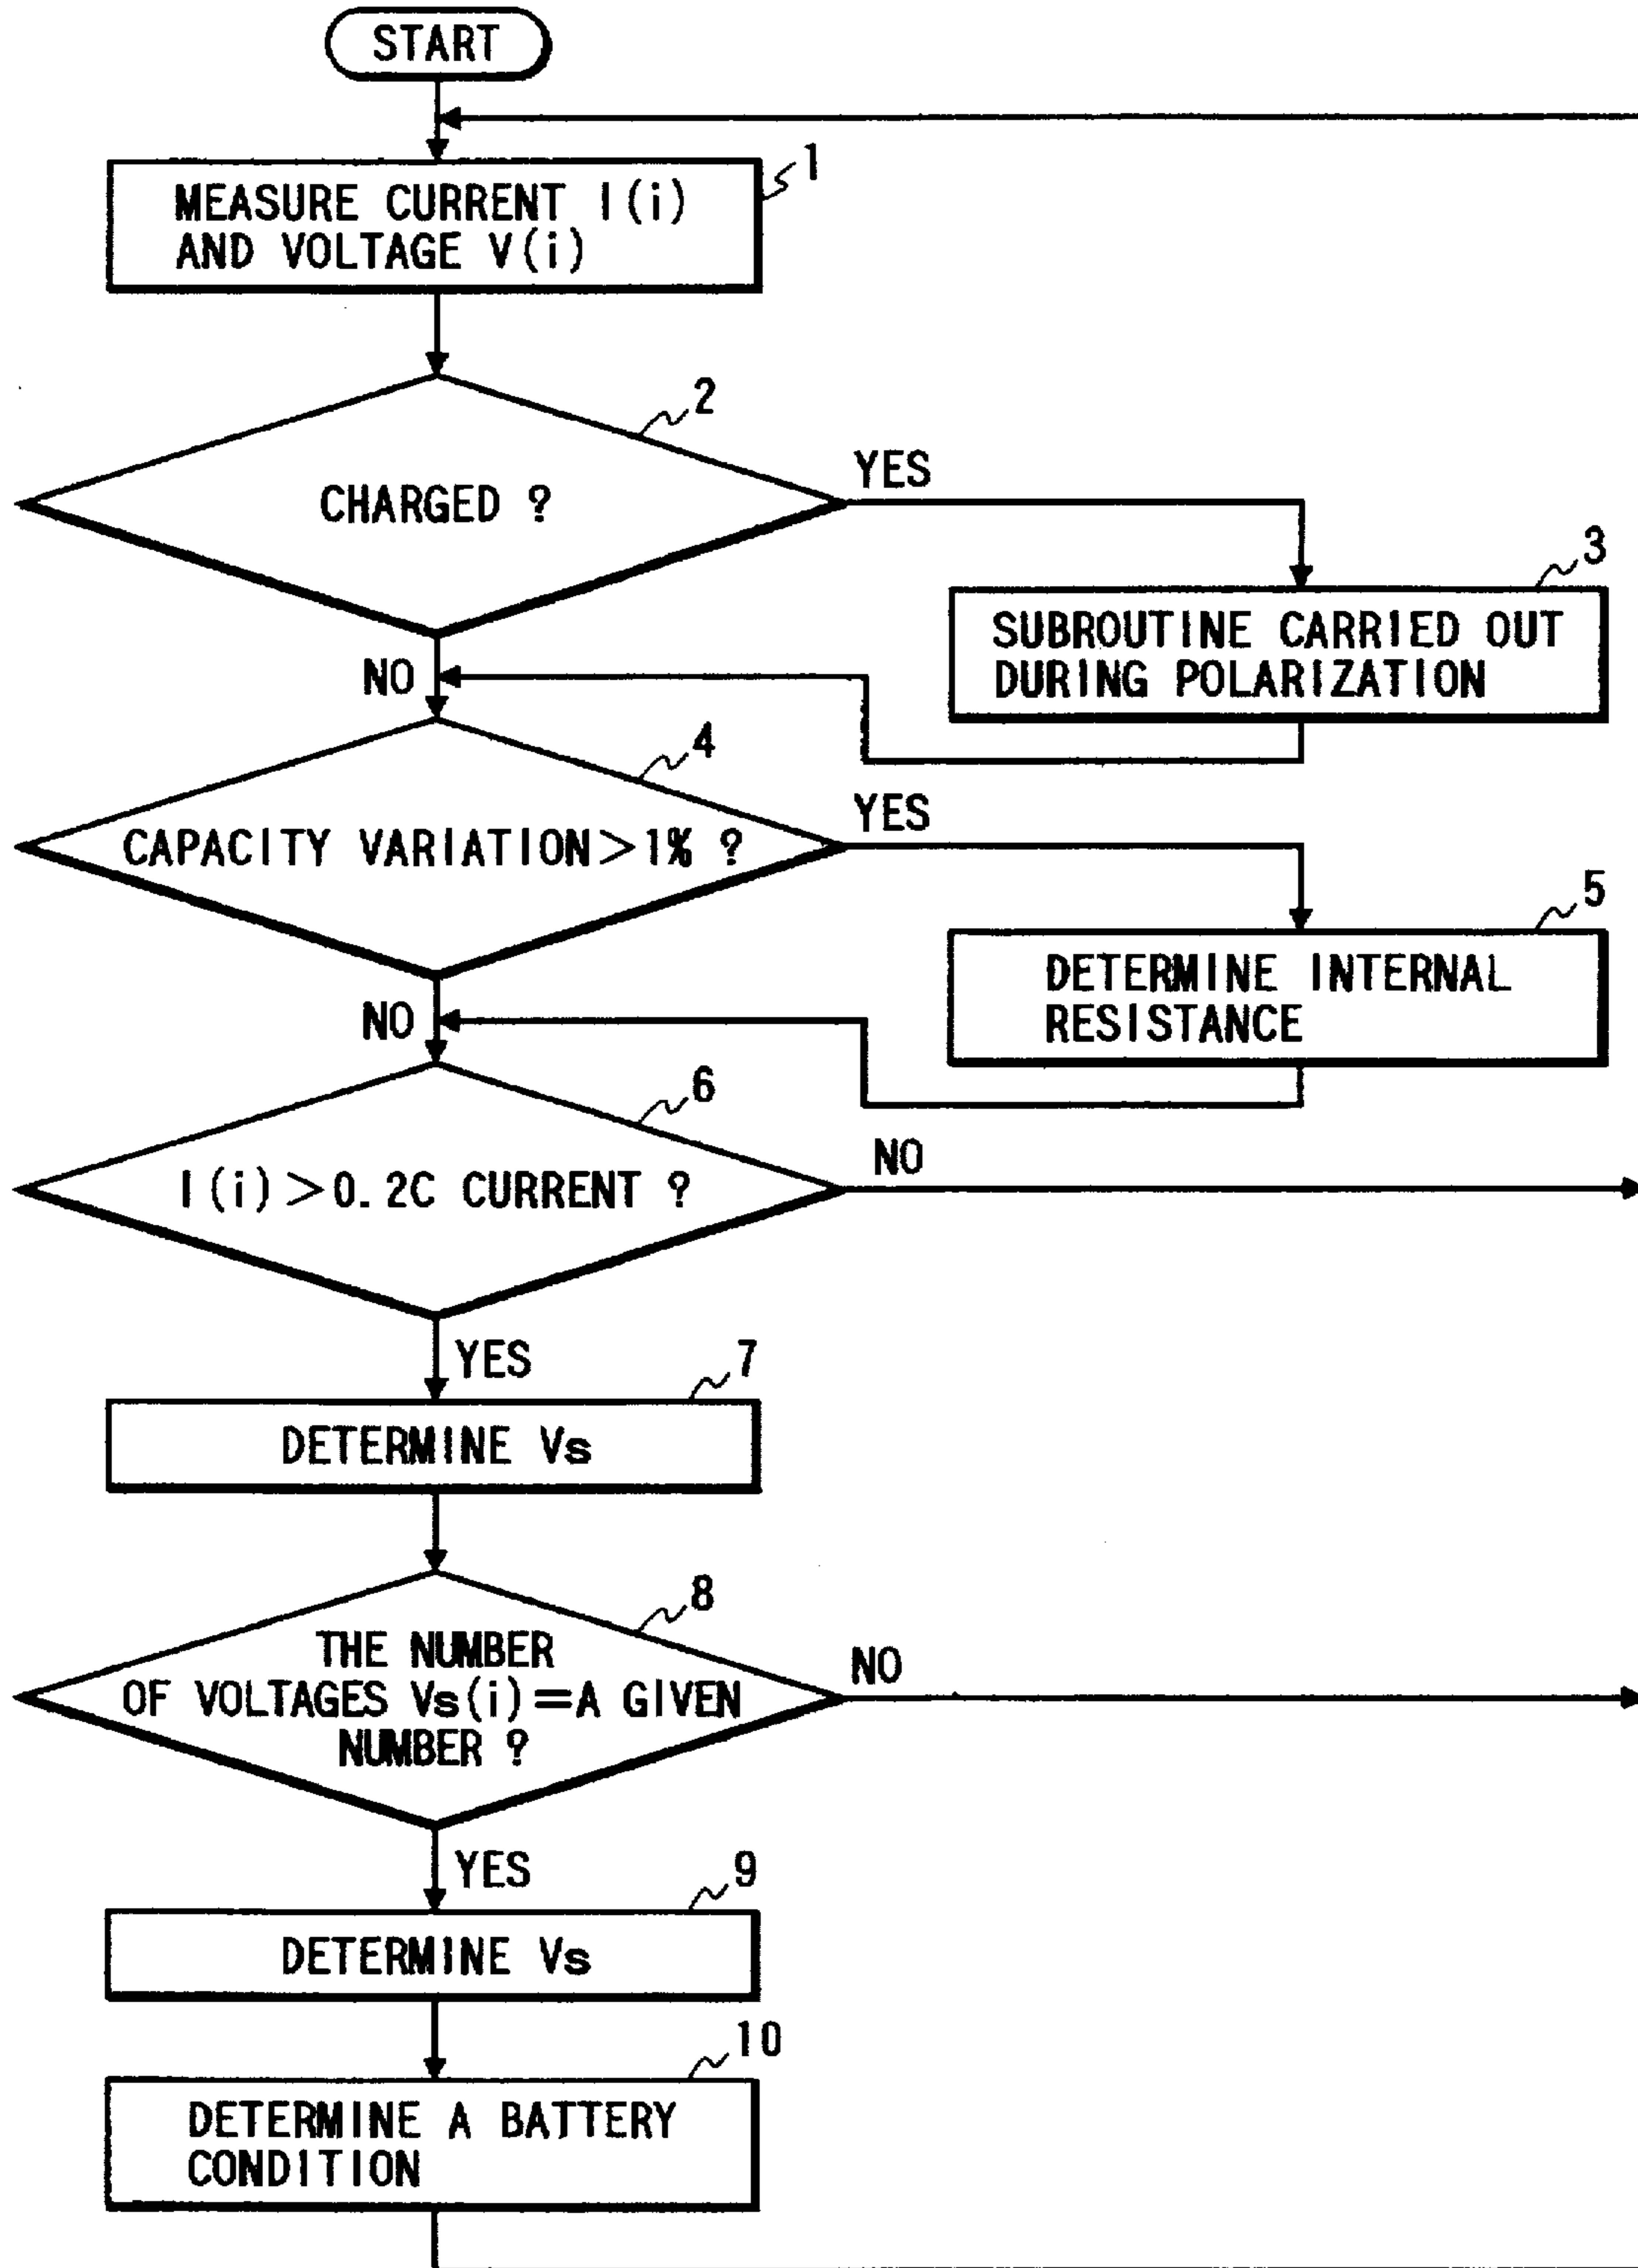 START
1
MEASURE CURRENT I(i)
AND VOLTAGE V(i)
2
CHARGED ?
YES
NO
3
SUBROUTINE CARRIED OUT
DURING POLARIZATION
4
CAPACITY VARIATION>1% ?
YES
NO
5
DETERMINE INTERNAL
RESISTANCE
6
I(i)>0.2C CURRENT ?
NO
YES
7
DETERMINE Vs
8
THE NUMBER
OF VOLTAGES Vs(i)=A GIVEN
NUMBER ?
NO
YES
9
DETERMINE Vs
10
DETERMINE A BATTERY
CONDITION